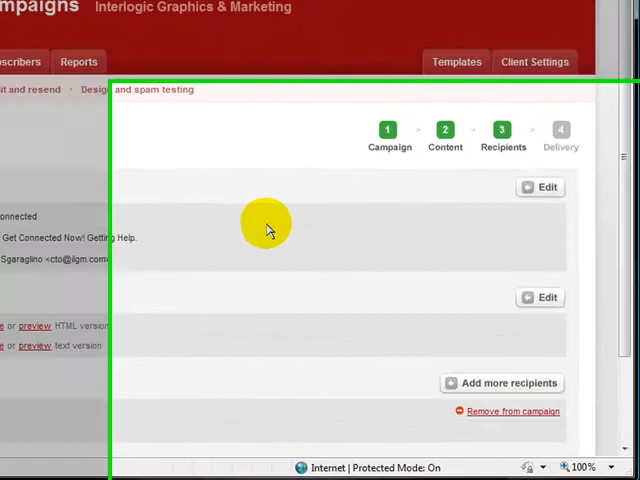 mpaigns Interlogic Graphics & Marketing
scribers Reports Templates Client Settings
it and resend Design and spam testing
1 2 3 4
Campaign > Content > Recipients > Delivery
Edit
onnected
Get Connected Now! Getting Help.
Sgaraglino <cto@ilgm.com>
Edit
e or preview HTML version
e or preview text version
Add more recipients
Remove from campaign
Internet | Protected Mode: On 100%